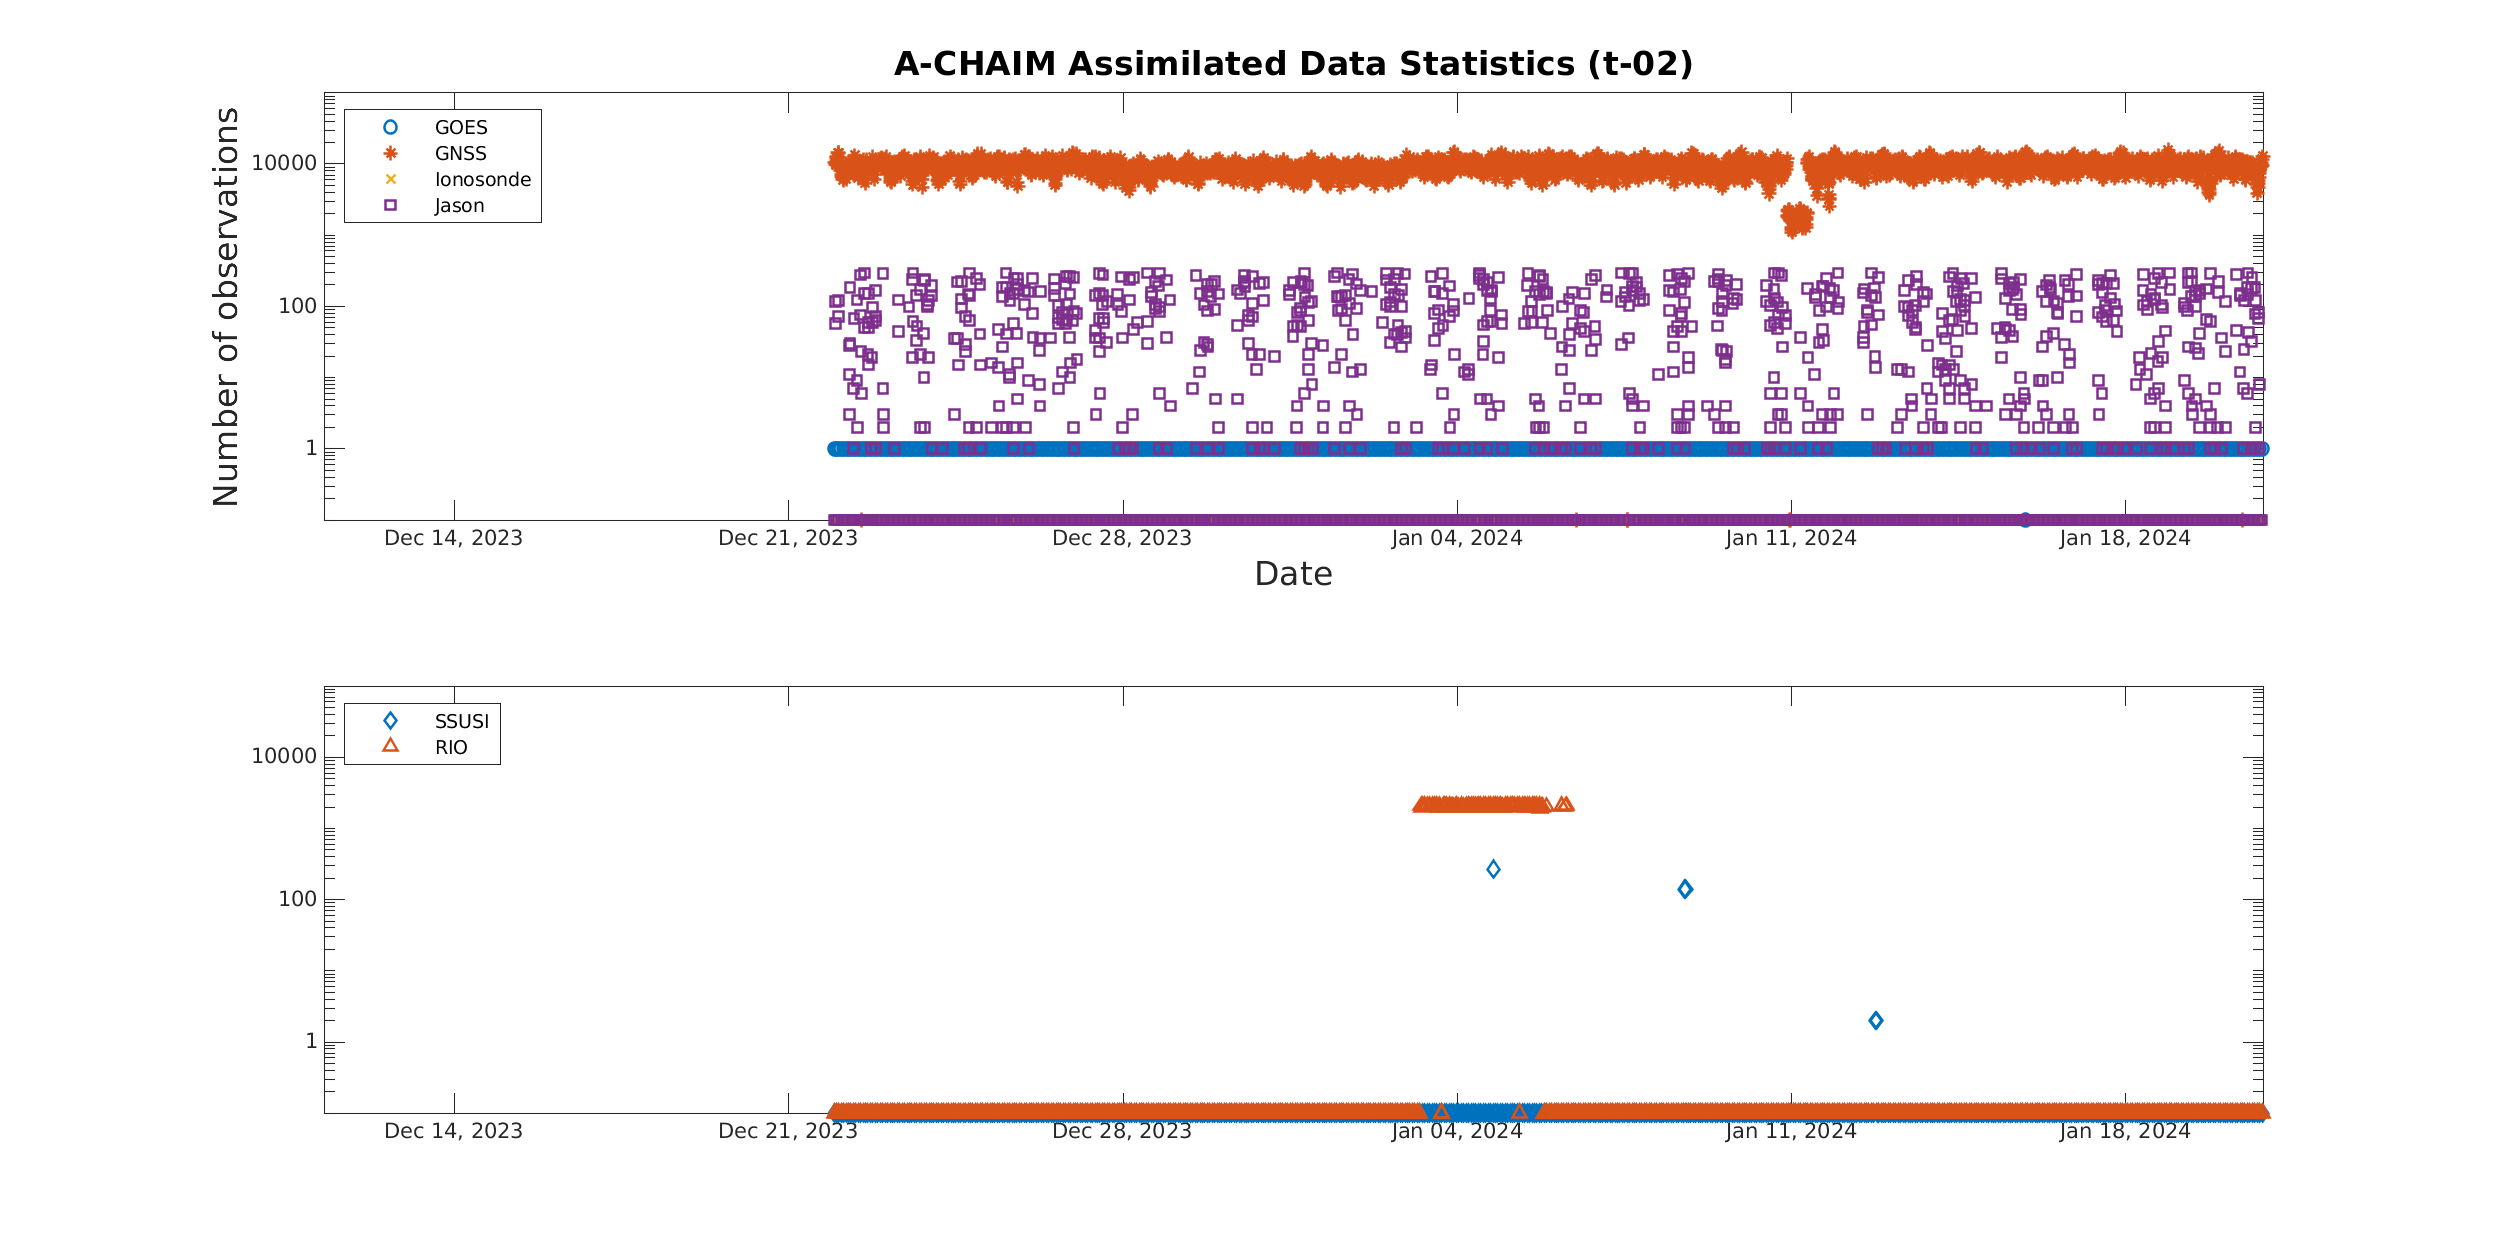 A-CHAIM Assimilated Data Statistics (t-02)
Number of observations
10000
100
1
GOES
GNSS
Ionosonde
Jason
Dec 14, 2023
Dec 21, 2023
Dec 28, 2023
Jan 04, 2024
Jan 11, 2024
Jan 18, 2024
Date
10000
100
1
SSUSI
RIO
Dec 14, 2023
Dec 21, 2023
Dec 28, 2023
Jan 04, 2024
Jan 11, 2024
Jan 18, 2024